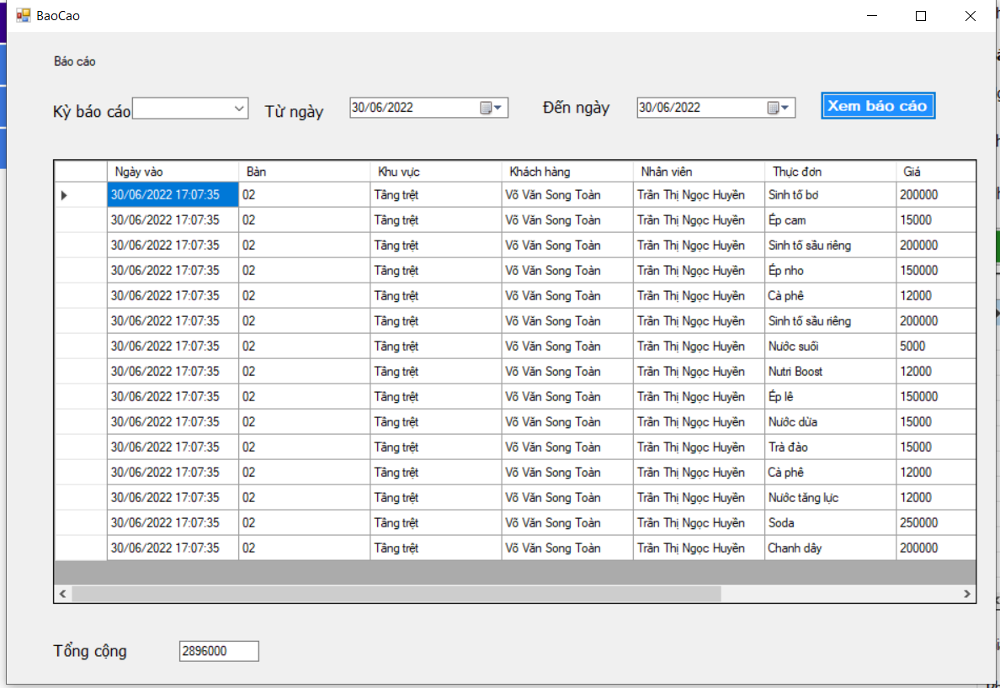 BaoCao
Báo cáo
Kỳ báo cáo Từ ngày 30/06/2022 Đến ngày 30/06/2022 Xem báo cáo
Ngày vào Bàn Khu vực Khách hàng Nhân viên Thực đơn Giá
30/06/2022 17:07:35 02 Tầng trệt Võ Văn Song Toàn Trần Thị Ngọc Huyền Sinh tố bơ 200000
30/06/2022 17:07:35 02 Tầng trệt Võ Văn Song Toàn Trần Thị Ngọc Huyền Ép cam 15000
30/06/2022 17:07:35 02 Tầng trệt Võ Văn Song Toàn Trần Thị Ngọc Huyền Sinh tố sầu riêng 200000
30/06/2022 17:07:35 02 Tầng trệt Võ Văn Song Toàn Trần Thị Ngọc Huyền Ép nho 150000
30/06/2022 17:07:35 02 Tầng trệt Võ Văn Song Toàn Trần Thị Ngọc Huyền Cà phê 12000
30/06/2022 17:07:35 02 Tầng trệt Võ Văn Song Toàn Trần Thị Ngọc Huyền Sinh tố sầu riêng 200000
30/06/2022 17:07:35 02 Tầng trệt Võ Văn Song Toàn Trần Thị Ngọc Huyền Nước suối 5000
30/06/2022 17:07:35 02 Tầng trệt Võ Văn Song Toàn Trần Thị Ngọc Huyền Nutri Boost 12000
30/06/2022 17:07:35 02 Tầng trệt Võ Văn Song Toàn Trần Thị Ngọc Huyền Ép lê 150000
30/06/2022 17:07:35 02 Tầng trệt Võ Văn Song Toàn Trần Thị Ngọc Huyền Nước dừa 15000
30/06/2022 17:07:35 02 Tầng trệt Võ Văn Song Toàn Trần Thị Ngọc Huyền Trà đào 15000
30/06/2022 17:07:35 02 Tầng trệt Võ Văn Song Toàn Trần Thị Ngọc Huyền Cà phê 12000
30/06/2022 17:07:35 02 Tầng trệt Võ Văn Song Toàn Trần Thị Ngọc Huyền Nước tăng lực 12000
30/06/2022 17:07:35 02 Tầng trệt Võ Văn Song Toàn Trần Thị Ngọc Huyền Soda 250000
30/06/2022 17:07:35 02 Tầng trệt Võ Văn Song Toàn Trần Thị Ngọc Huyền Chanh dây 200000
Tổng cộng 2896000